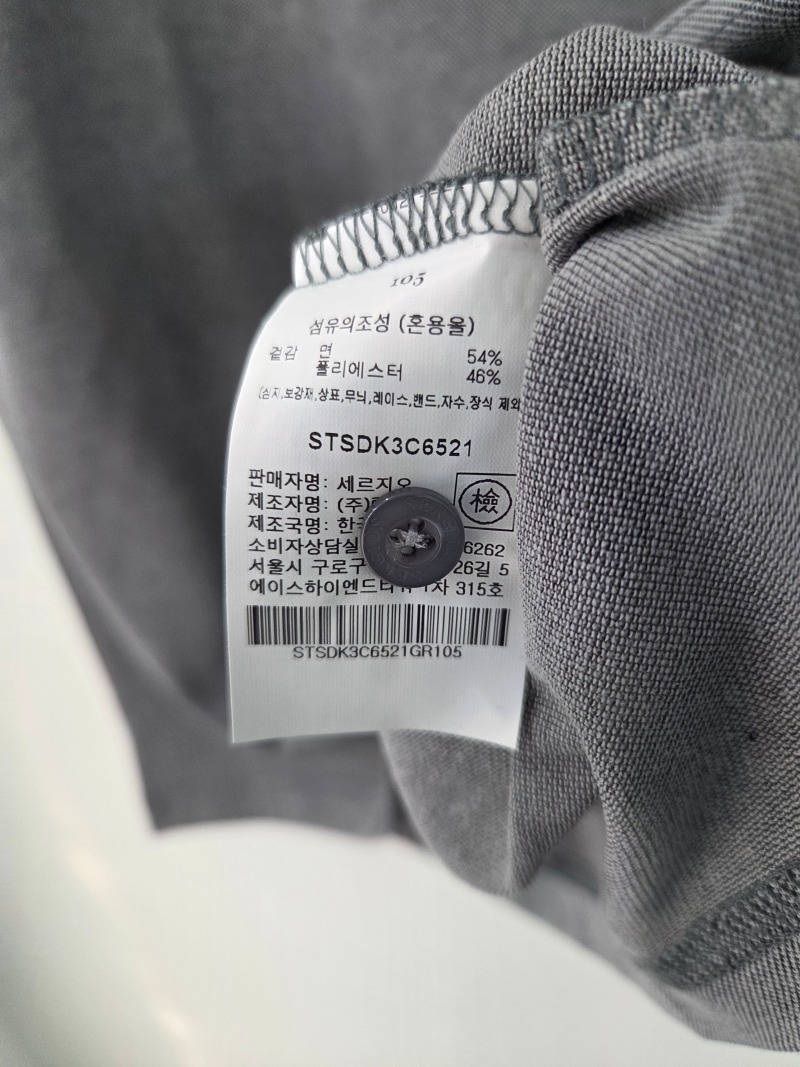 105
섬유의조성 (혼용율)
겉감 면 54%
폴리에스터 46%
(심지,보강재,상표,무늬,레이스,밴드,자수,장식 제외
STSDK3C6521
판매자명: 세르지오
제조자명: (주)
檢
제조국명: 한국
소비자상담실 6262
서울시 구로구 26길 5
에이스하이엔드타워 1차 315호
STSDK3C6521GR105